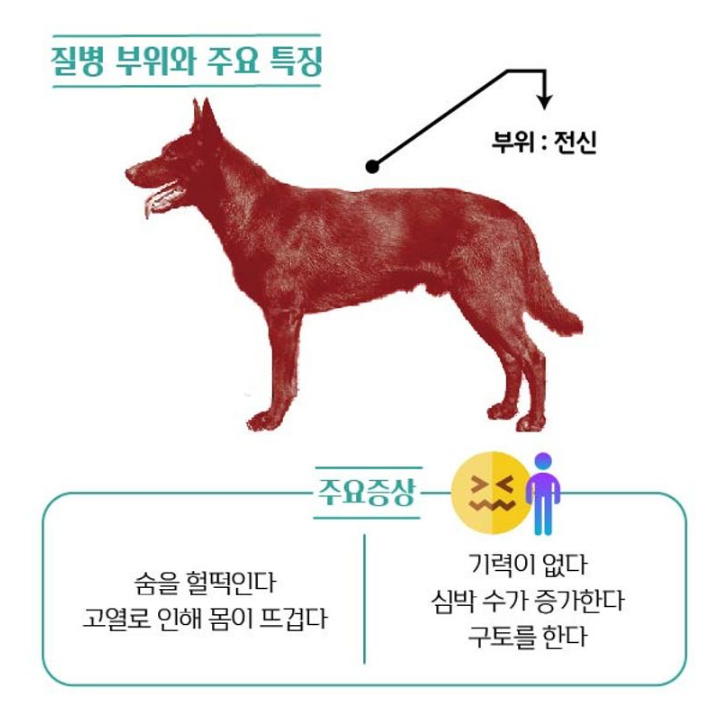 질병 부위와 주요 특징
부위 : 전신
주요증상
숨을 헐떡인다
고열로 인해 몸이 뜨겁다
기력이 없다
심박 수가 증가한다
구토를 한다